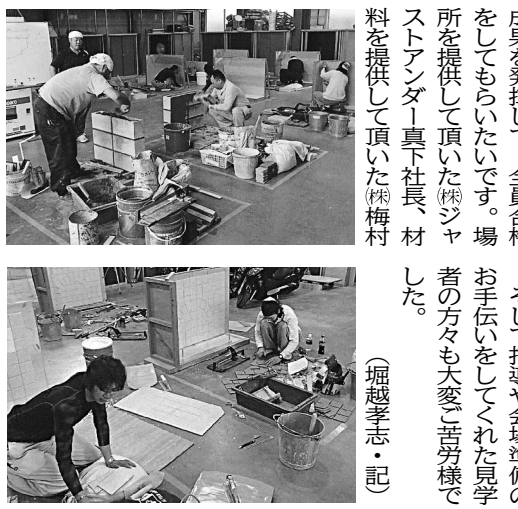 をしてもらいたいです。場
所を提供して頂いた㈱ジャ
ストアンダー真下社長、材
料を提供して頂いた㈱梅村
お手伝いをしてくれた見学
者の方々も大変ご苦労様で
した。
（堀越孝志・記）